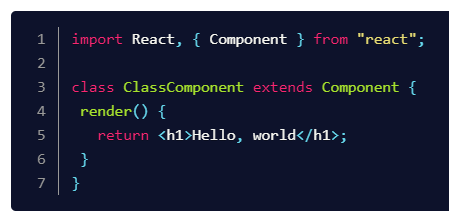 1 import React, { Component } from "react";
2
3 class ClassComponent extends Component {
4  render() {
5   return <h1>Hello, world</h1>;
6  }
7 }